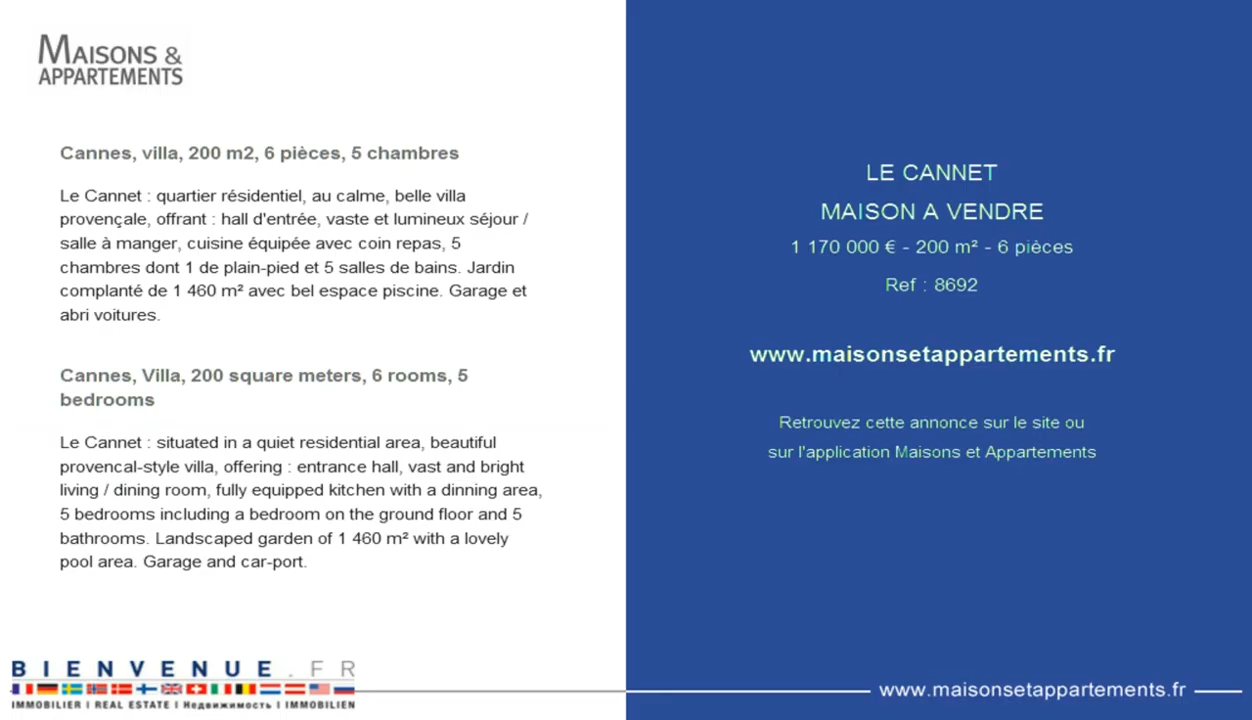 MAISONS &
APPARTEMENTS
Cannes, villa, 200 m2, 6 pièces, 5 chambres
Le Cannet : quartier résidentiel, au calme, belle villa
provençale, offrant : hall d'entrée, vaste et lumineux séjour /
salle à manger, cuisine équipée avec coin repas, 5
chambres dont 1 de plain-pied et 5 salles de bains. Jardin
complanté de 1 460 m² avec bel espace piscine. Garage et
abri voitures.
Cannes, Villa, 200 square meters, 6 rooms, 5
bedrooms
Le Cannet : situated in a quiet residential area, beautiful
provencal-style villa, offering : entrance hall, vast and bright
living / dining room, fully equipped kitchen with a dinning area,
5 bedrooms including a bedroom on the ground floor and 5
bathrooms. Landscaped garden of 1 460 m² with a lovely
pool area. Garage and car-port.
BIENVENUE.FR
IMMOBILIER | REAL ESTATE | Недвижимость | IMMOBILIEN
LE CANNET
MAISON A VENDRE
1 170 000 € - 200 m² - 6 pièces
Ref : 8692
www.maisonsetappartements.fr
Retrouvez cette annonce sur le site ou
sur l'application Maisons et Appartements
www.maisonsetappartements.fr